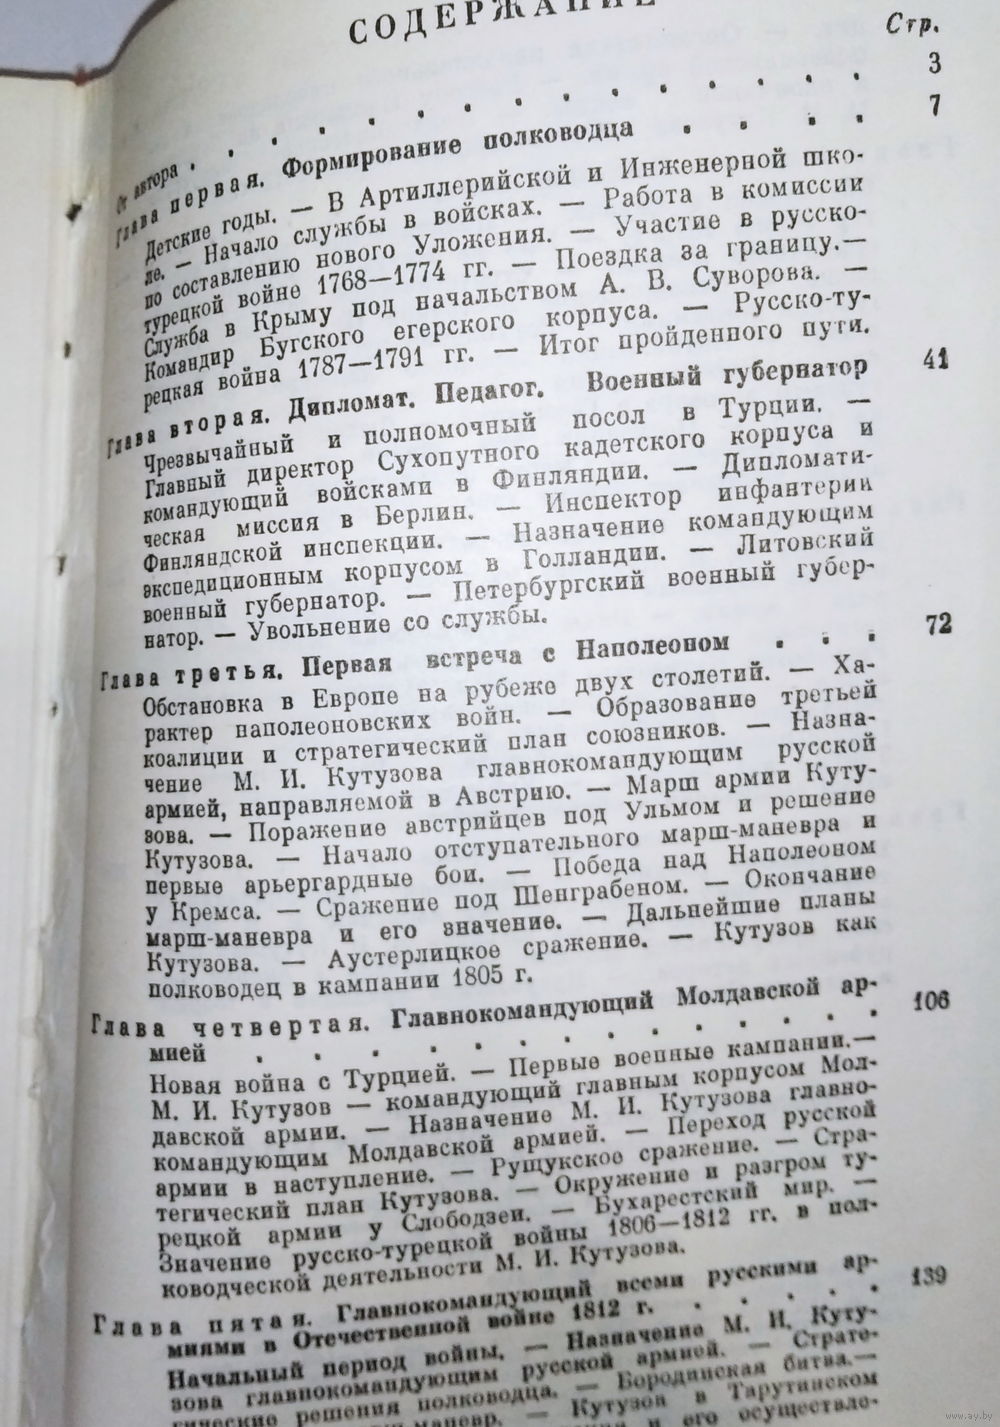 СОДЕРЖАНИЕ
Стр.
От автора . . . . . . . . . . . . . 3
Глава первая. Формирование полководца . . . . 7
Детские годы. — В Артиллерийской и Инженерной шко-
ле. — Начало службы в войсках. — Работа в комиссии
по составлению нового Уложения. — Участие в русско-
турецкой войне 1768—1774 гг. — Поездка за границу.—
Служба в Крыму под начальством А. В. Суворова. —
Командир Бугского егерского корпуса. — Русско-ту-
рецкая война 1787—1791 гг. — Итог пройденного пути.
Глава вторая. Дипломат. Педагог. Военный губернатор 41
Чрезвычайный и полномочный посол в Турции. —
Главный директор Сухопутного кадетского корпуса и
командующий войсками в Финляндии. — Дипломати-
ческая миссия в Берлин. — Инспектор инфантерии
Финляндской инспекции. — Назначение командующим
экспедиционным корпусом в Голландии. — Литовский
военный губернатор. — Петербургский военный губер-
натор. — Увольнение со службы.
Глава третья. Первая встреча с Наполеоном . . . 72
Обстановка в Европе на рубеже двух столетий. — Ха-
рактер наполеоновских войн. — Образование третьей
коалиции и стратегический план союзников. — Назна-
чение М. И. Кутузова главнокомандующим русской
армией, направляемой в Австрию. — Марш армии Куту-
зова. — Поражение австрийцев под Ульмом и решение
Кутузова. — Начало отступательного марш-маневра и
первые арьергардные бои. — Победа над Наполеоном
у Кремса. — Сражение под Шенграбеном. — Окончание
марш-маневра и его значение. — Дальнейшие планы
Кутузова. — Аустерлицкое сражение. — Кутузов как
полководец в кампании 1805 г.
Глава четвертая. Главнокомандующий Молдавской ар-
мией . . . . . . . . . . . . 106
Новая война с Турцией. — Первые военные кампании.—
М. И. Кутузов — командующий главным корпусом Мол-
давской армии. — Назначение М. И. Кутузова главно-
командующим Молдавской армией. — Переход русской
армии в наступление. — Рущукское сражение. — Стра-
тегический план Кутузова. — Окружение и разгром ту-
рецкой армии у Слободзеи. — Бухарестский мир. —
Значение русско-турецкой войны 1806—1812 гг. в пол-
ководческой деятельности М. И. Кутузова.
Глава пятая. Главнокомандующий всеми русскими ар-
миями в Отечественной войне 1812 г. . . . . . 139
Начальный период войны. — Назначение М. И. Куту-
зова главнокомандующим русской армией. — Страте-
гические решения полководца. — Бородинская битва.—
маневр. — Кутузов в Тарутинском
и его осуществле-
www.ay.by